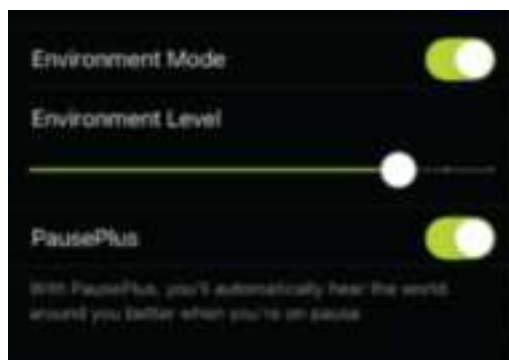 Environment Mode
Environment Level
PausePlus
With PausePlus, you'll automatically hear the world
around you better when you're on pause